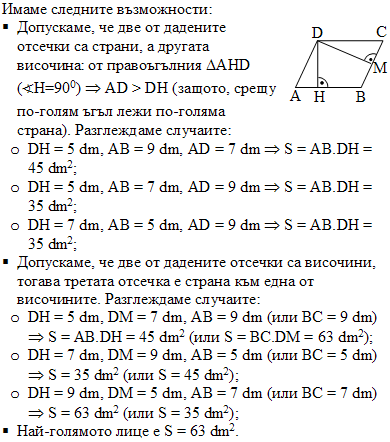 Имаме следните възможности:
▪ Допускаме, че две от дадените
отсечки са страни, а другата
височина: от правоъгълния ΔAHD
(∢H=90⁰) ⇒ AD > DH (защото, срещу
по-голям ъгъл лежи по-голяма
страна). Разглеждаме случаите:
o DH = 5 dm, AB = 9 dm, AD = 7 dm ⇒ S = AB.DH =
45 dm²;
o DH = 5 dm, AB = 7 dm, AD = 9 dm ⇒ S = AB.DH =
35 dm²;
o DH = 7 dm, AB = 5 dm, AD = 9 dm ⇒ S = AB.DH =
35 dm²;
▪ Допускаме, че две от дадените отсечки са височини,
тогава третата отсечка е страна към една от
височините. Разглеждаме случаите:
o DH = 5 dm, DM = 7 dm, AB = 9 dm (или BC = 9 dm)
⇒ S = AB.DH = 45 dm² (или S = BC.DM = 63 dm²);
o DH = 7 dm, DM = 9 dm, AB = 5 dm (или BC = 5 dm)
⇒ S = 35 dm² (или S = 45 dm²);
o DH = 9 dm, DM = 5 dm, AB = 7 dm (или BC = 7 dm)
⇒ S = 63 dm² (или S = 35 dm²);
▪ Най-голямото лице е S = 63 dm².
D C
M
A H B